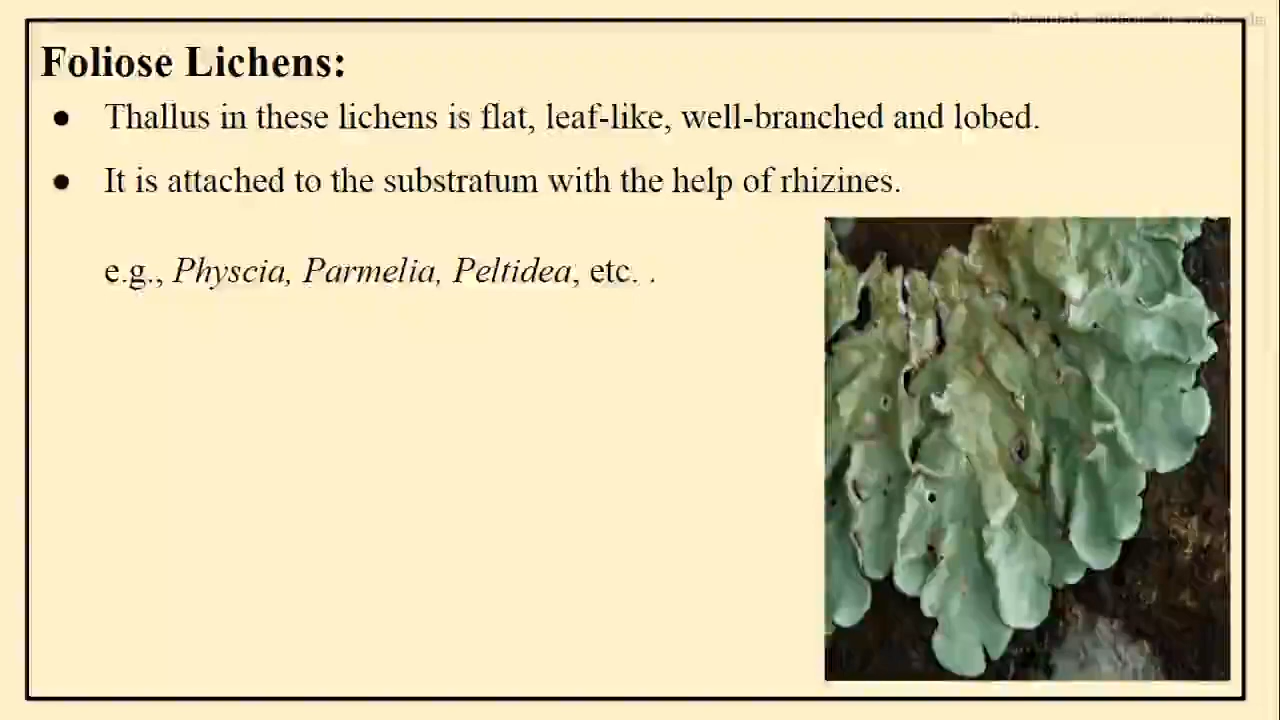 Foliose Lichens:
● Thallus in these lichens is flat, leaf-like, well-branched and lobed.
● It is attached to the substratum with the help of rhizines.
e.g., Physcia, Parmelia, Peltidea, etc. .